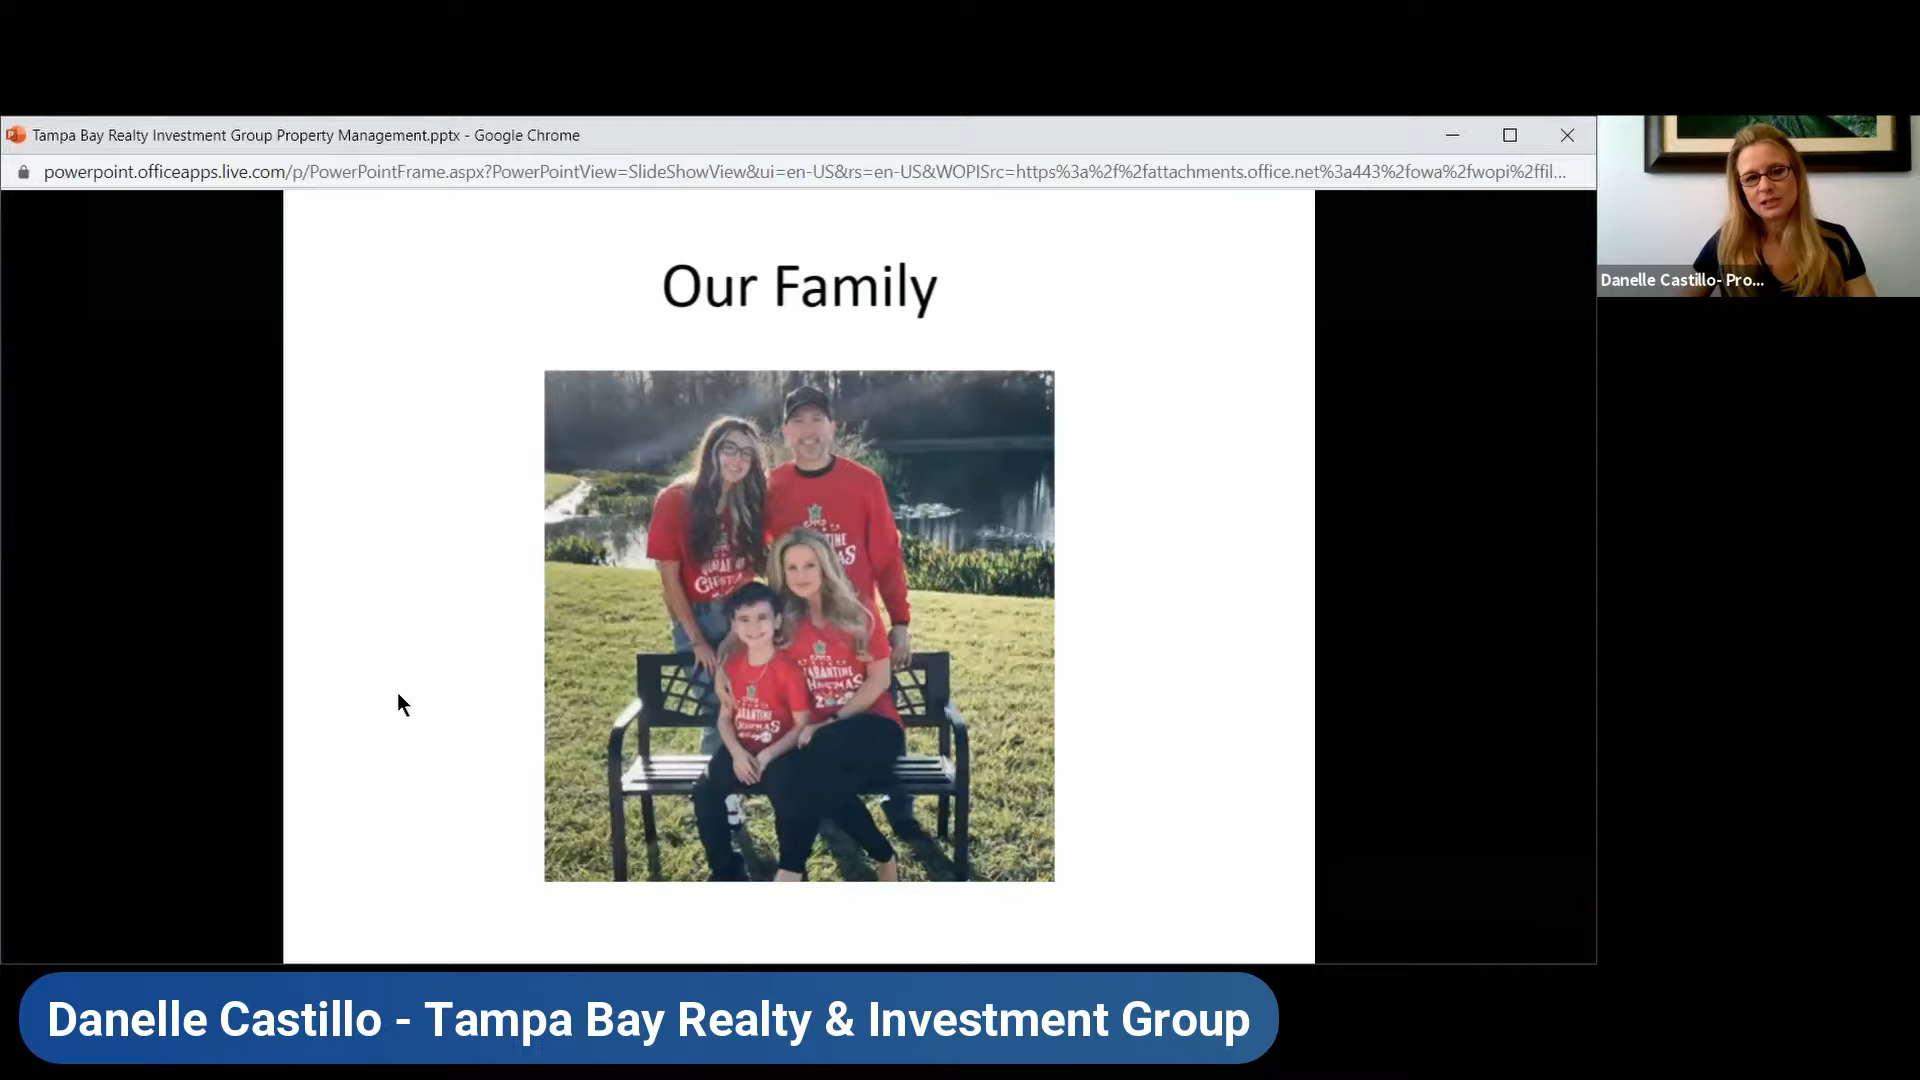 Tampa Bay Realty Investment Group Property Management.pptx - Google Chrome
powerpoint.officeapps.live.com/p/PowerPointFrame.aspx?PowerPointView=SlideShowView&ui=en-US&rs=en-US&WOPISrc=https%3a%2f%2fattachments.office.net%3a443%2fowa%2fwopi%2ffil...
Danelle Castillo- Pro...
Our Family
Danelle Castillo - Tampa Bay Realty & Investment Group